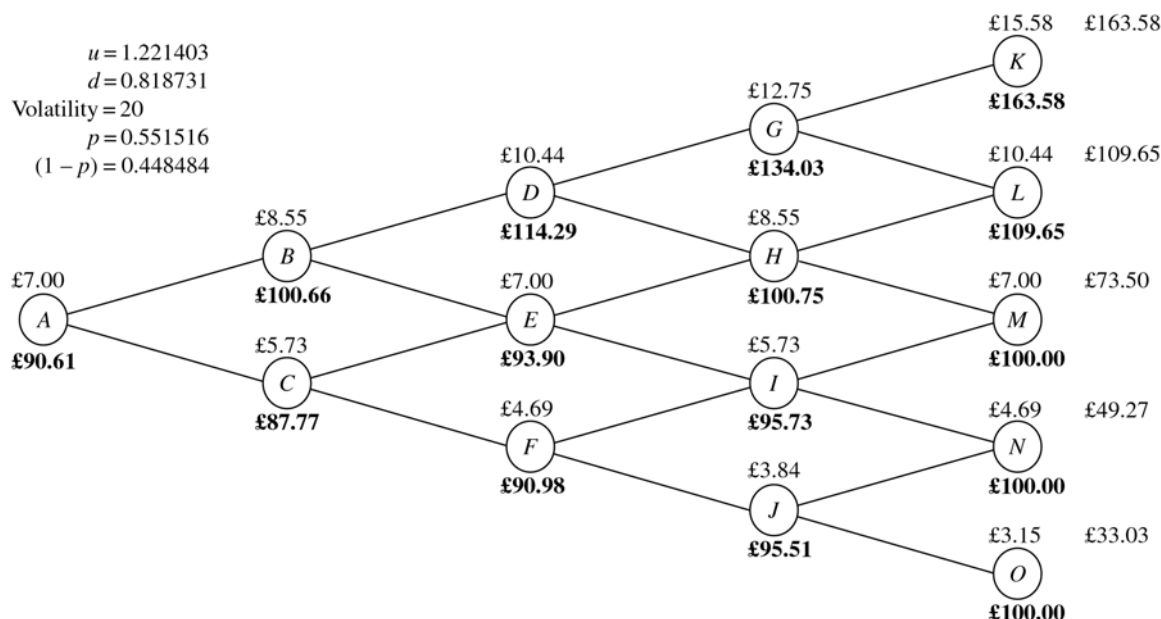 u = 1.221403
d = 0.818731
Volatility = 20
p = 0.551516
(1 − p) = 0.448484
£7.00
A
£90.61
£8.55
B
£100.66
£5.73
C
£87.77
£10.44
D
£114.29
£7.00
E
£93.90
£4.69
F
£90.98
£12.75
G
£134.03
£8.55
H
£100.75
£5.73
I
£95.73
£3.84
J
£95.51
£15.58 £163.58
K
£163.58
£10.44 £109.65
L
£109.65
£7.00 £73.50
M
£100.00
£4.69 £49.27
N
£100.00
£3.15 £33.03
O
£100.00